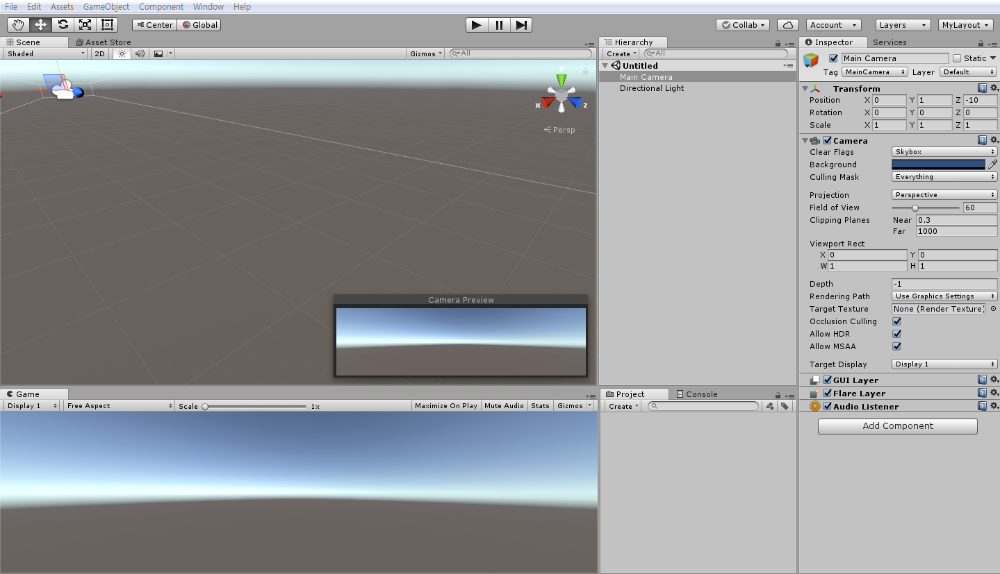 File Edit Assets GameObject Component Window Help
Center Global Collab Account Layers MyLayout
Scene Asset Store
Shaded 2D Gizmos All
y
x z
Persp
Camera Preview
Game
Display 1 Free Aspect Scale 1x Maximize On Play Mute Audio Stats Gizmos
Hierarchy
Create All
Untitled
Main Camera
Directional Light
Project Console
Create
Inspector Services
Main Camera Static
Tag MainCamera Layer Default
Transform
Position X 0 Y 1 Z -10
Rotation X 0 Y 0 Z 0
Scale X 1 Y 1 Z 1
Camera
Clear Flags Skybox
Background
Culling Mask Everything
Projection Perspective
Field of View 60
Clipping Planes Near 0.3
Far 1000
Viewport Rect
X 0 Y 0
W 1 H 1
Depth -1
Rendering Path Use Graphics Settings
Target Texture None (Render Texture)
Occlusion Culling
Allow HDR
Allow MSAA
Target Display Display 1
GUI Layer
Flare Layer
Audio Listener
Add Component